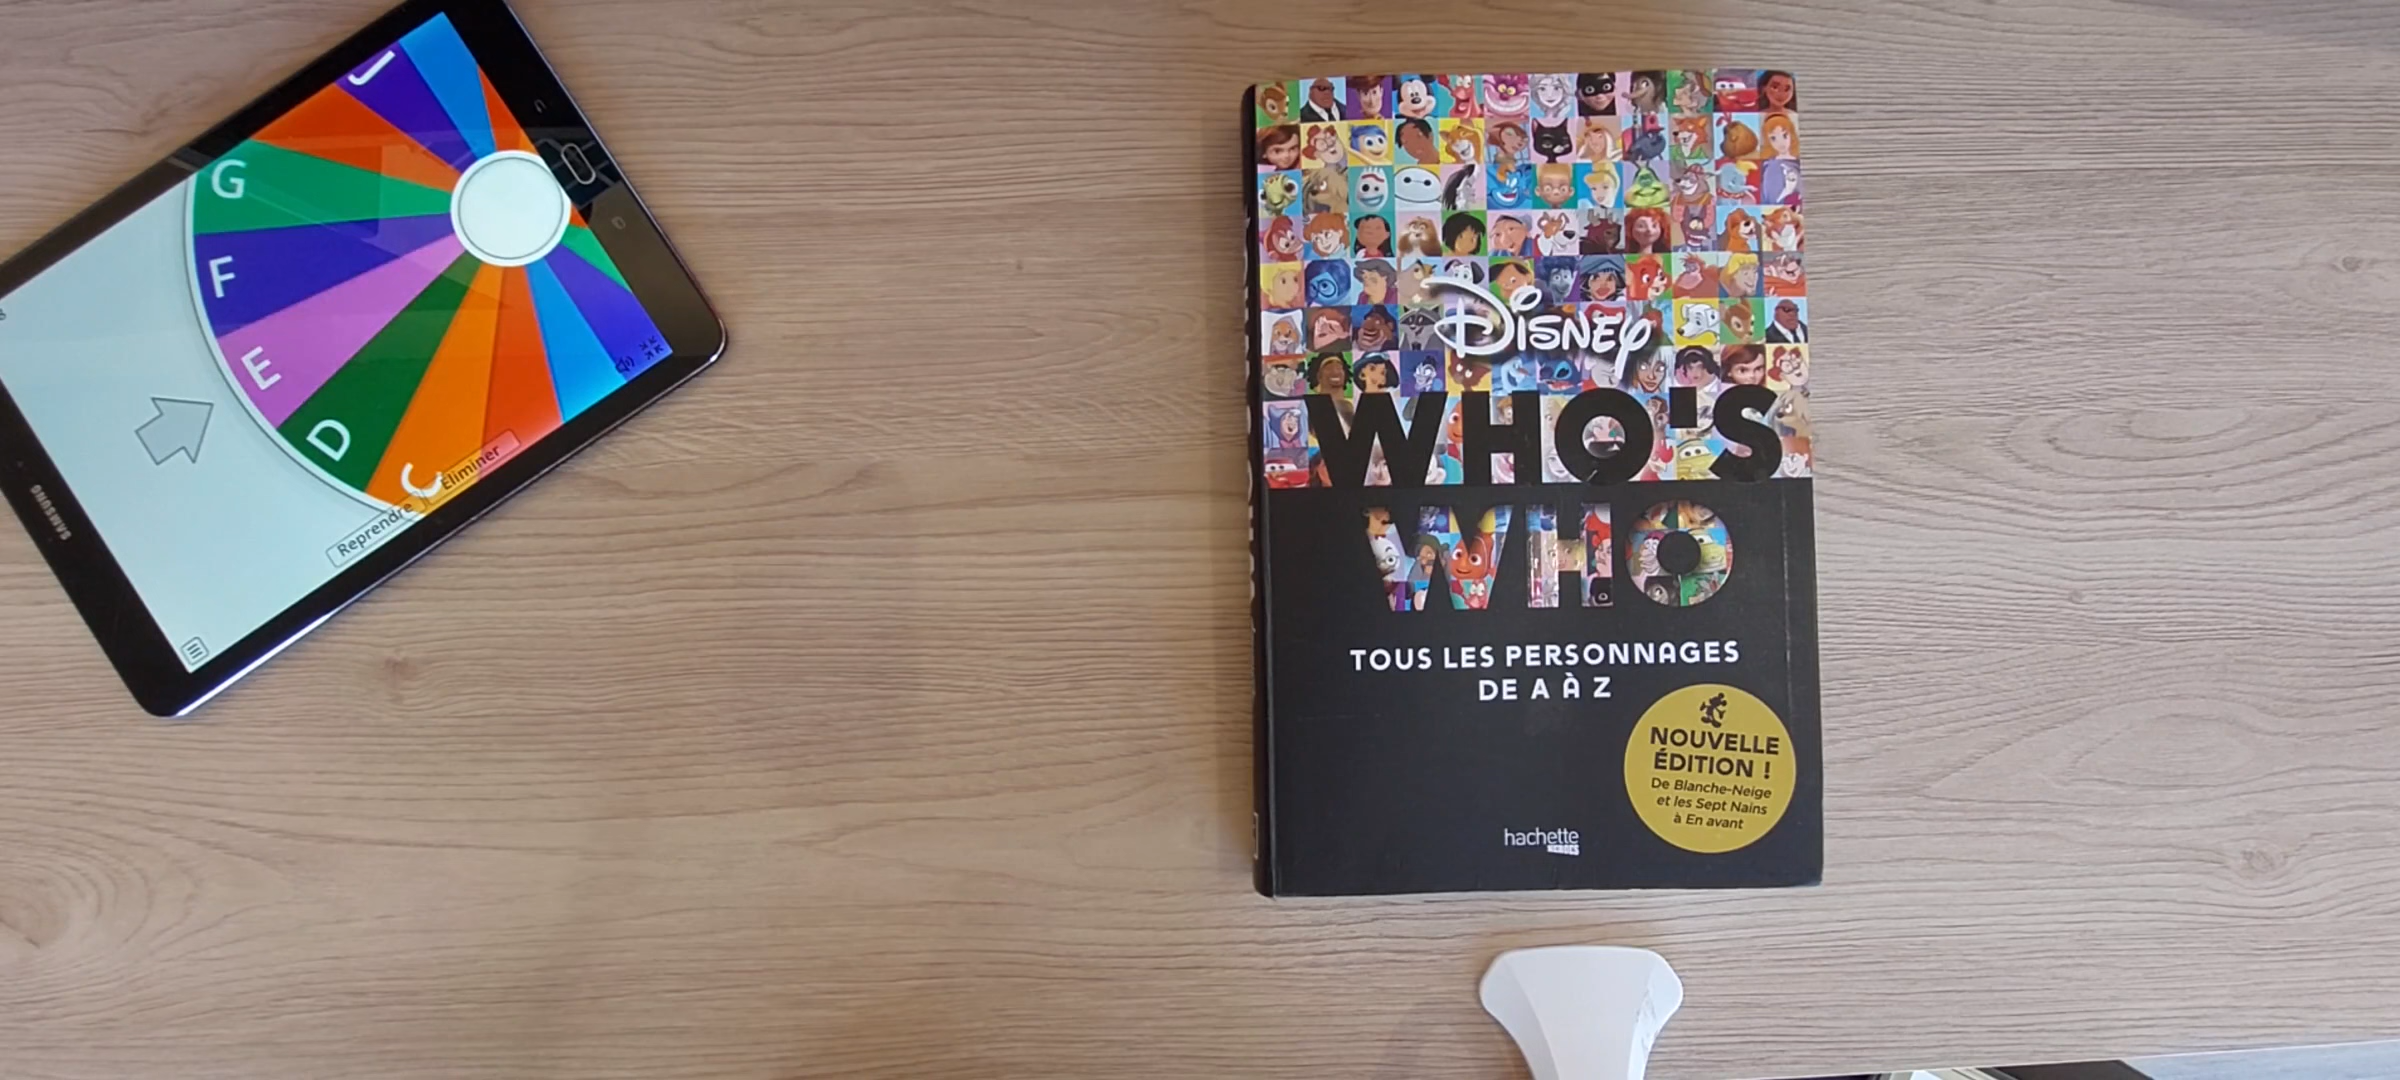 J
G
F
E
D
C
Éliminer
Reprendre
SAMSUNG
DISNEY
WHO'S
WHO
TOUS LES PERSONNAGES
DE A À Z
NOUVELLE
ÉDITION !
De Blanche-Neige
et les Sept Nains
à En avant
hachette
HEROES